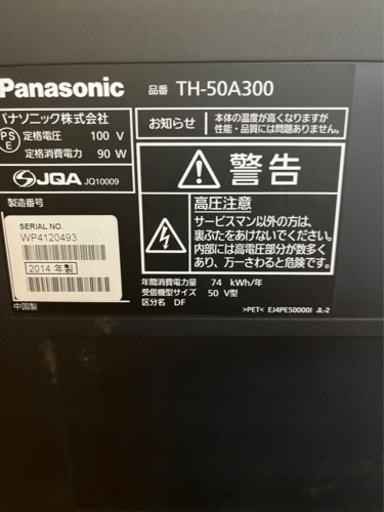 Panasonic 品番 TH-50A300
パナソニック株式会社
PS E 定格電圧 100 V
定格消費電力 90 W
お知らせ 本体の温度が高くなりますが
性能・品質には問題ありません。
JQA JQ10009
製造番号
SERIAL NO.
WP4120493
2014 年製
中国製
警告
高圧注意
サービスマン以外の方は、
裏ぶたをあけないでください。
内部には高電圧部分が数多く
あり、万一さわると危険です。
年間消費電力量 74 kWh/年
受信機型サイズ 50 V型
区分名 DF
>PET< EJ4PE50000I JL-2